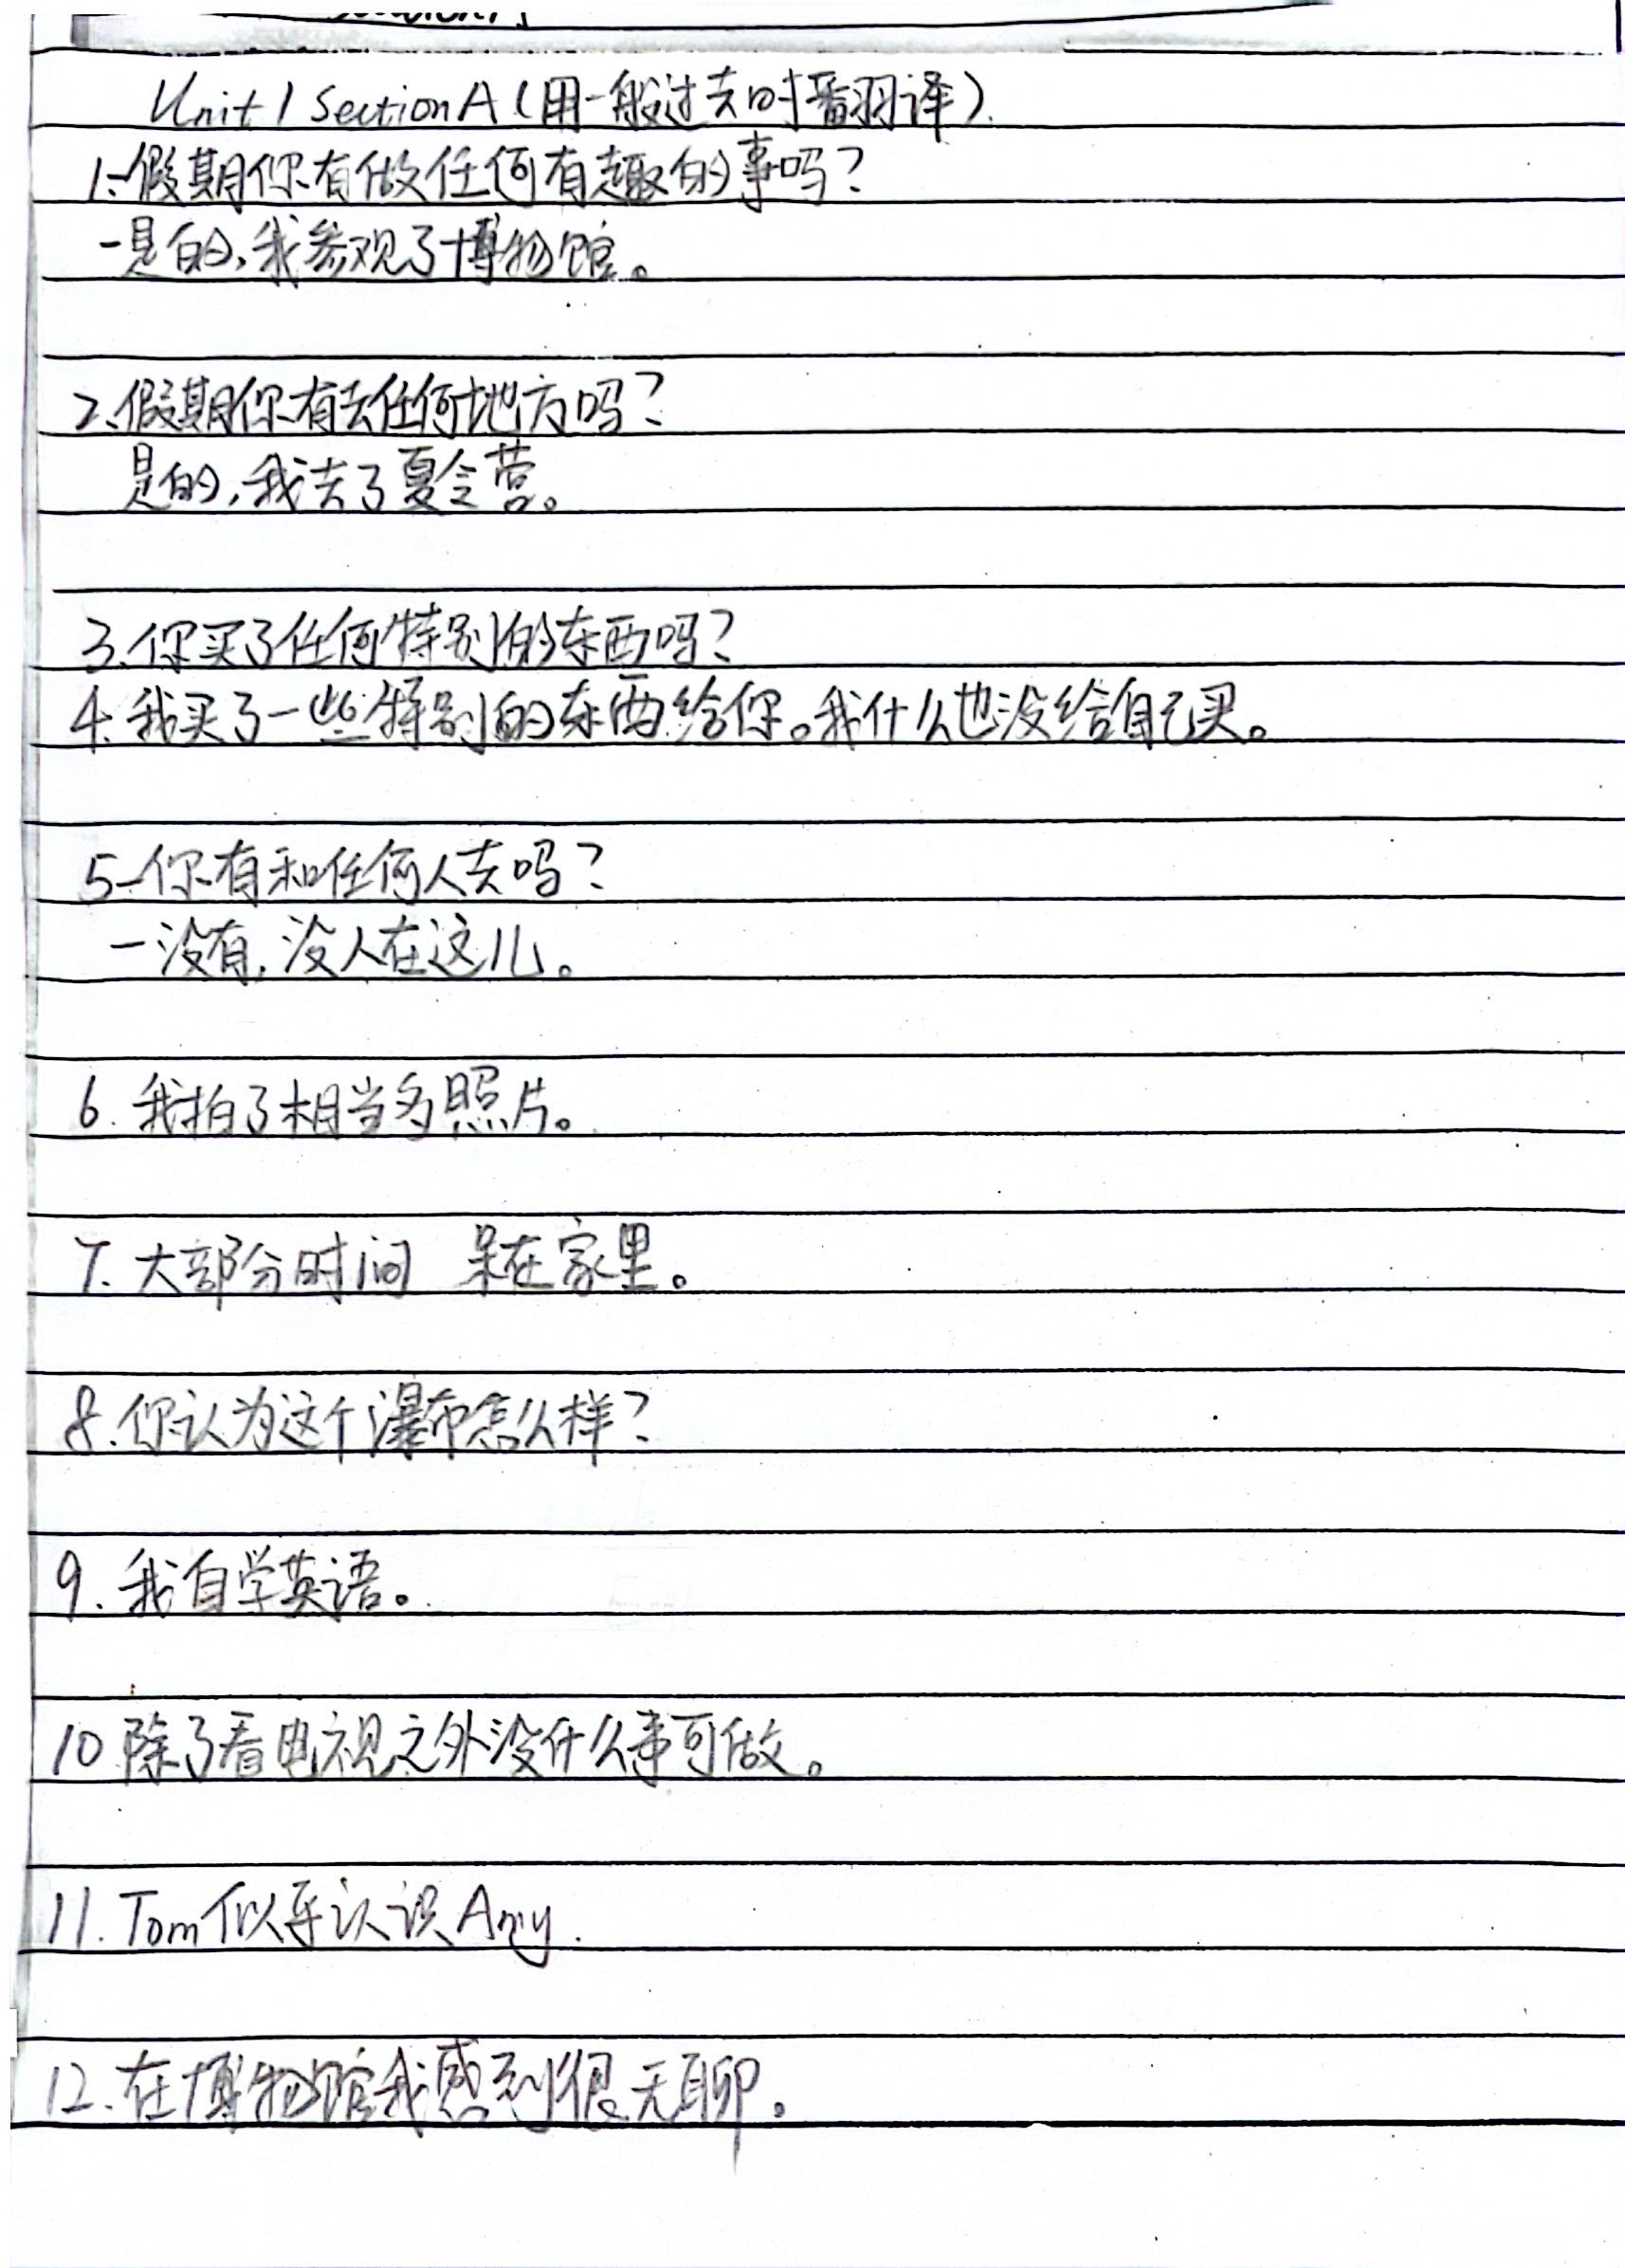 Unit 1 Section A (用一般过去时翻译).
1.-假期你有做任何有趣的事吗?
-是的,我参观了博物馆。
2.假期你有去任何地方吗?
是的,我去了夏令营。
3.你买了任何特别的东西吗?
4.我买了一些特别的东西给你。我什么也没给自己买。
5-你有和任何人去吗?
-没有,没人在这儿。
6.我拍了相当多照片。
7.大部分时间 呆在家里。
8.你认为这个瀑布怎么样?
9.我自学英语。
10除了看电视之外没什么事可做。
11.Tom似乎认识Amy.
12.在博物馆我感到很无聊。